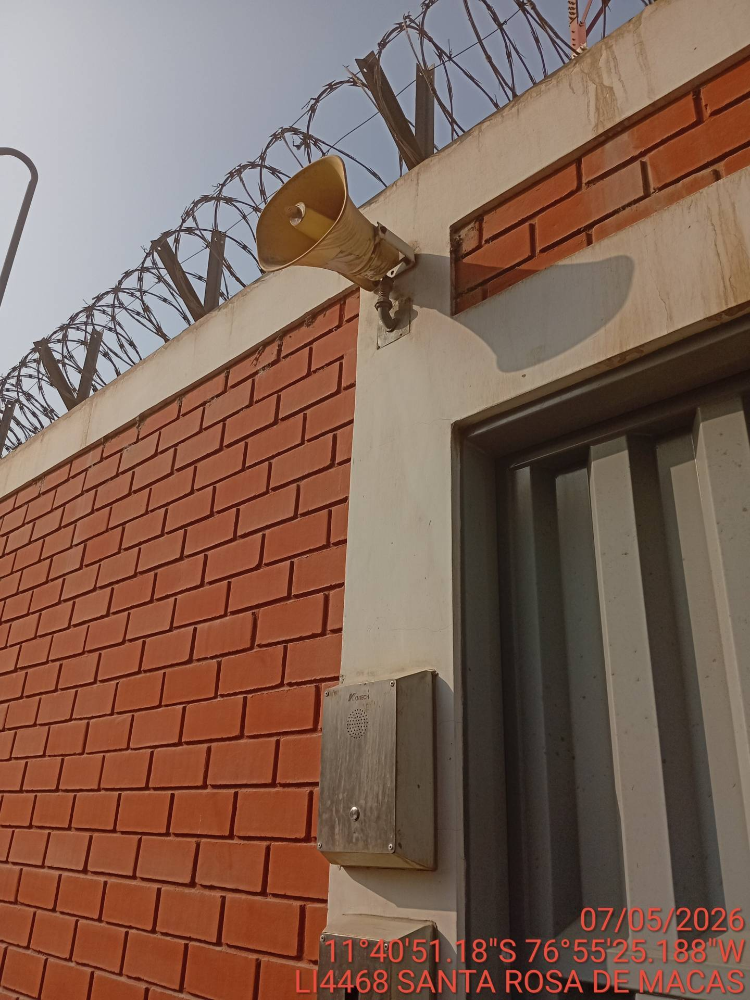 KNTECH
07/05/2026
11°40'51.18"S 76°55'25.188"W
LI4468 SANTA ROSA DE MACAS